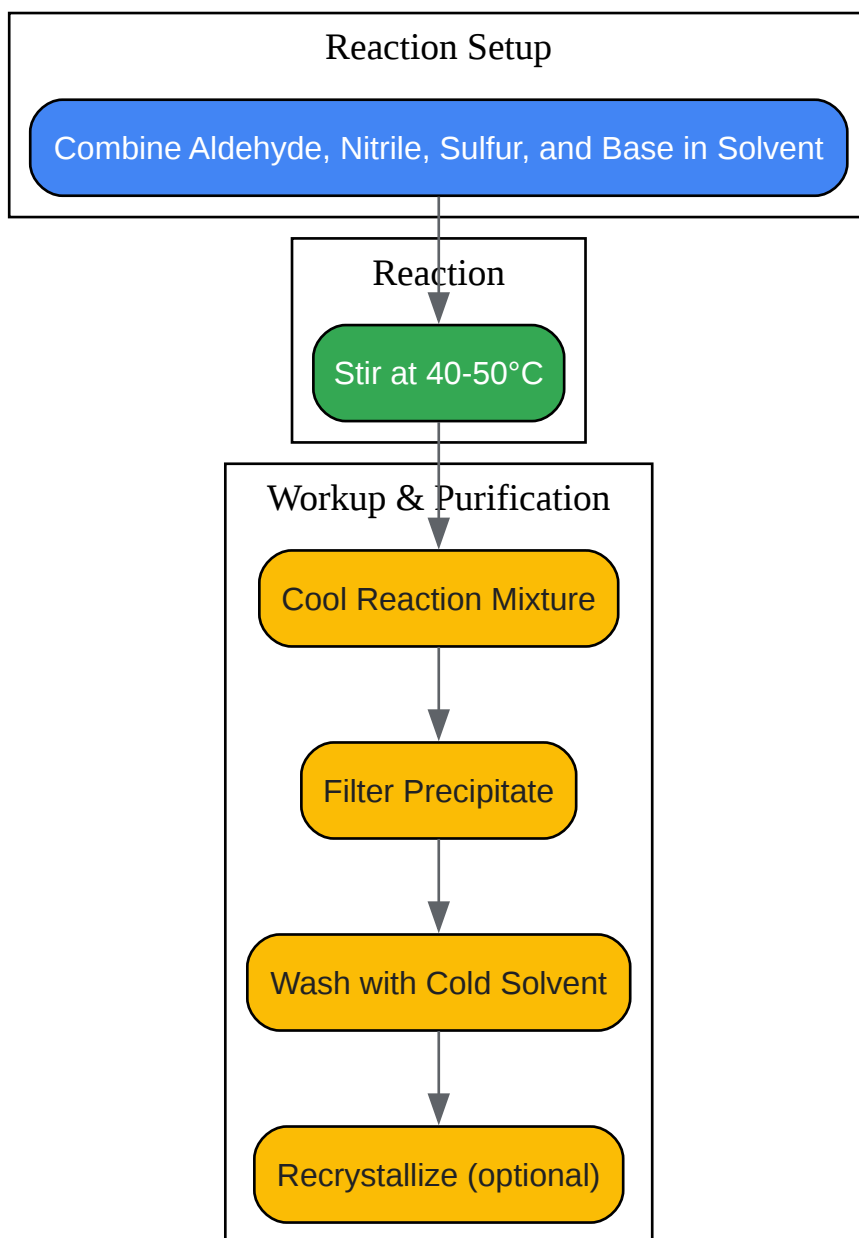 Reaction Setup
Combine Aldehyde, Nitrile, Sulfur, and Base in Solvent
Reaction
Stir at 40-50°C
Workup & Purification
Cool Reaction Mixture
Filter Precipitate
Wash with Cold Solvent
Recrystallize (optional)